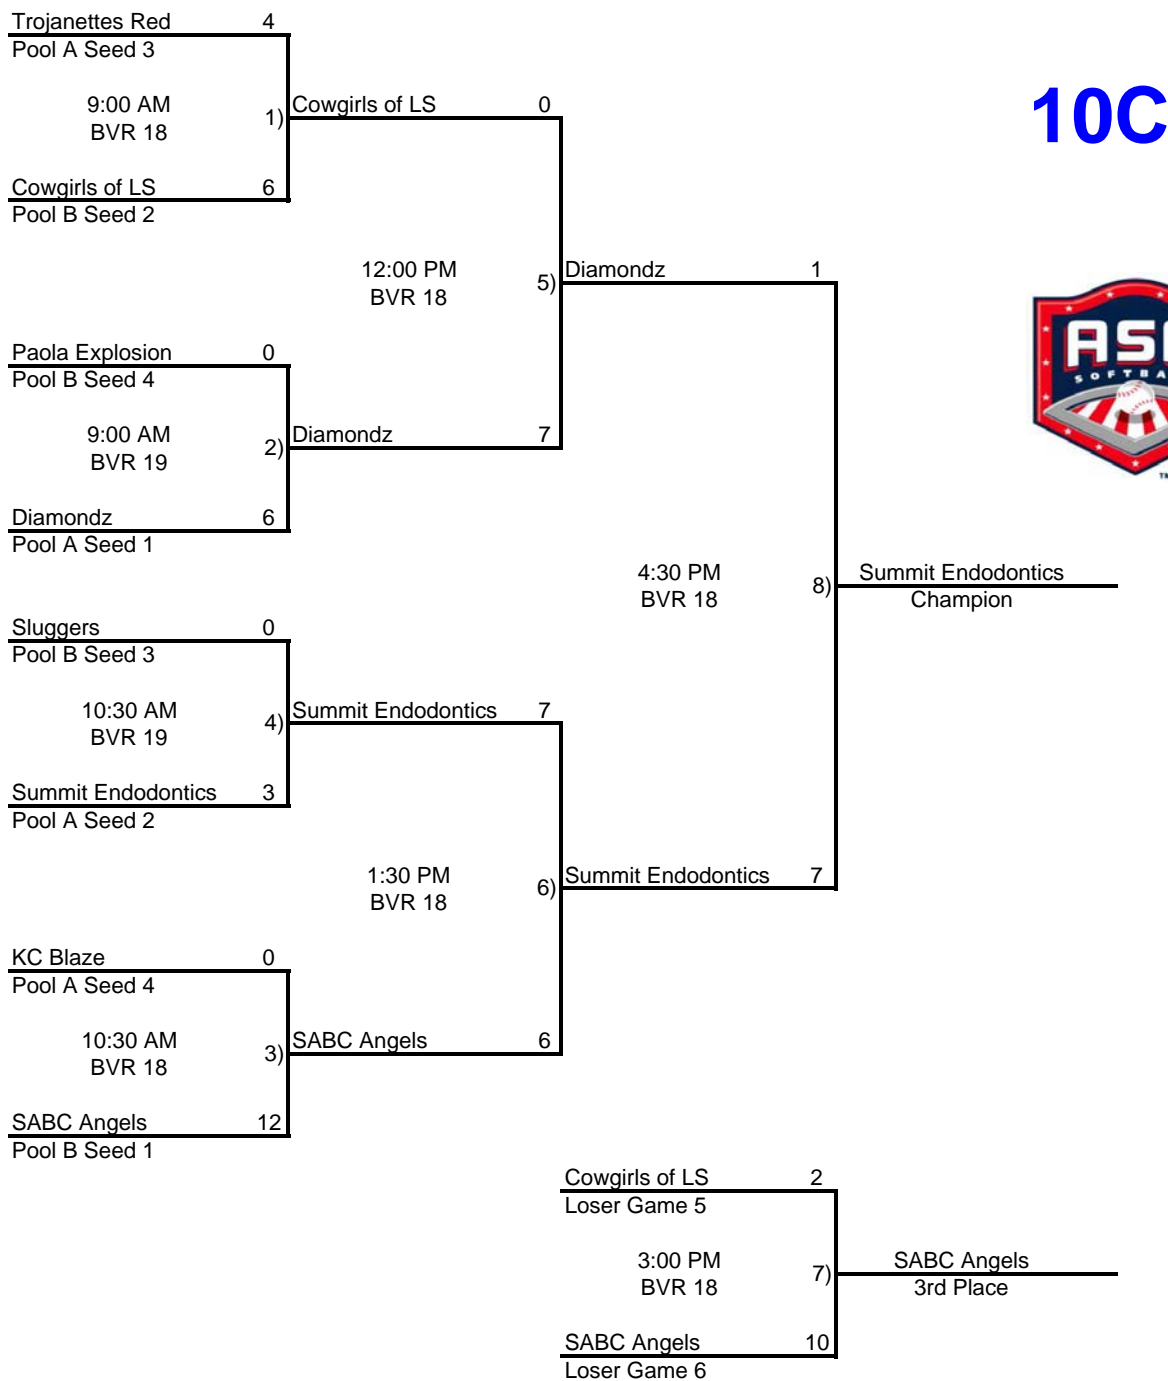 Trojanettes Red 4
Pool A Seed 3
9:00 AM
BVR 18
1) Cowgirls of LS 0
Cowgirls of LS 6
Pool B Seed 2
10C
12:00 PM
BVR 18
5) Diamondz 1
Paola Explosion 0
Pool B Seed 4
9:00 AM
BVR 19
2) Diamondz 7
Diamondz 6
Pool A Seed 1
TM
4:30 PM
BVR 18
8) Summit Endodontics
Champion
Sluggers 0
Pool B Seed 3
10:30 AM
BVR 19
4) Summit Endodontics 7
Summit Endodontics 3
Pool A Seed 2
1:30 PM
BVR 18
6) Summit Endodontics 7
KC Blaze 0
Pool A Seed 4
10:30 AM
BVR 18
3) SABC Angels 6
SABC Angels 12
Pool B Seed 1
Cowgirls of LS 2
Loser Game 5
3:00 PM
BVR 18
7) SABC Angels
3rd Place
SABC Angels 10
Loser Game 6